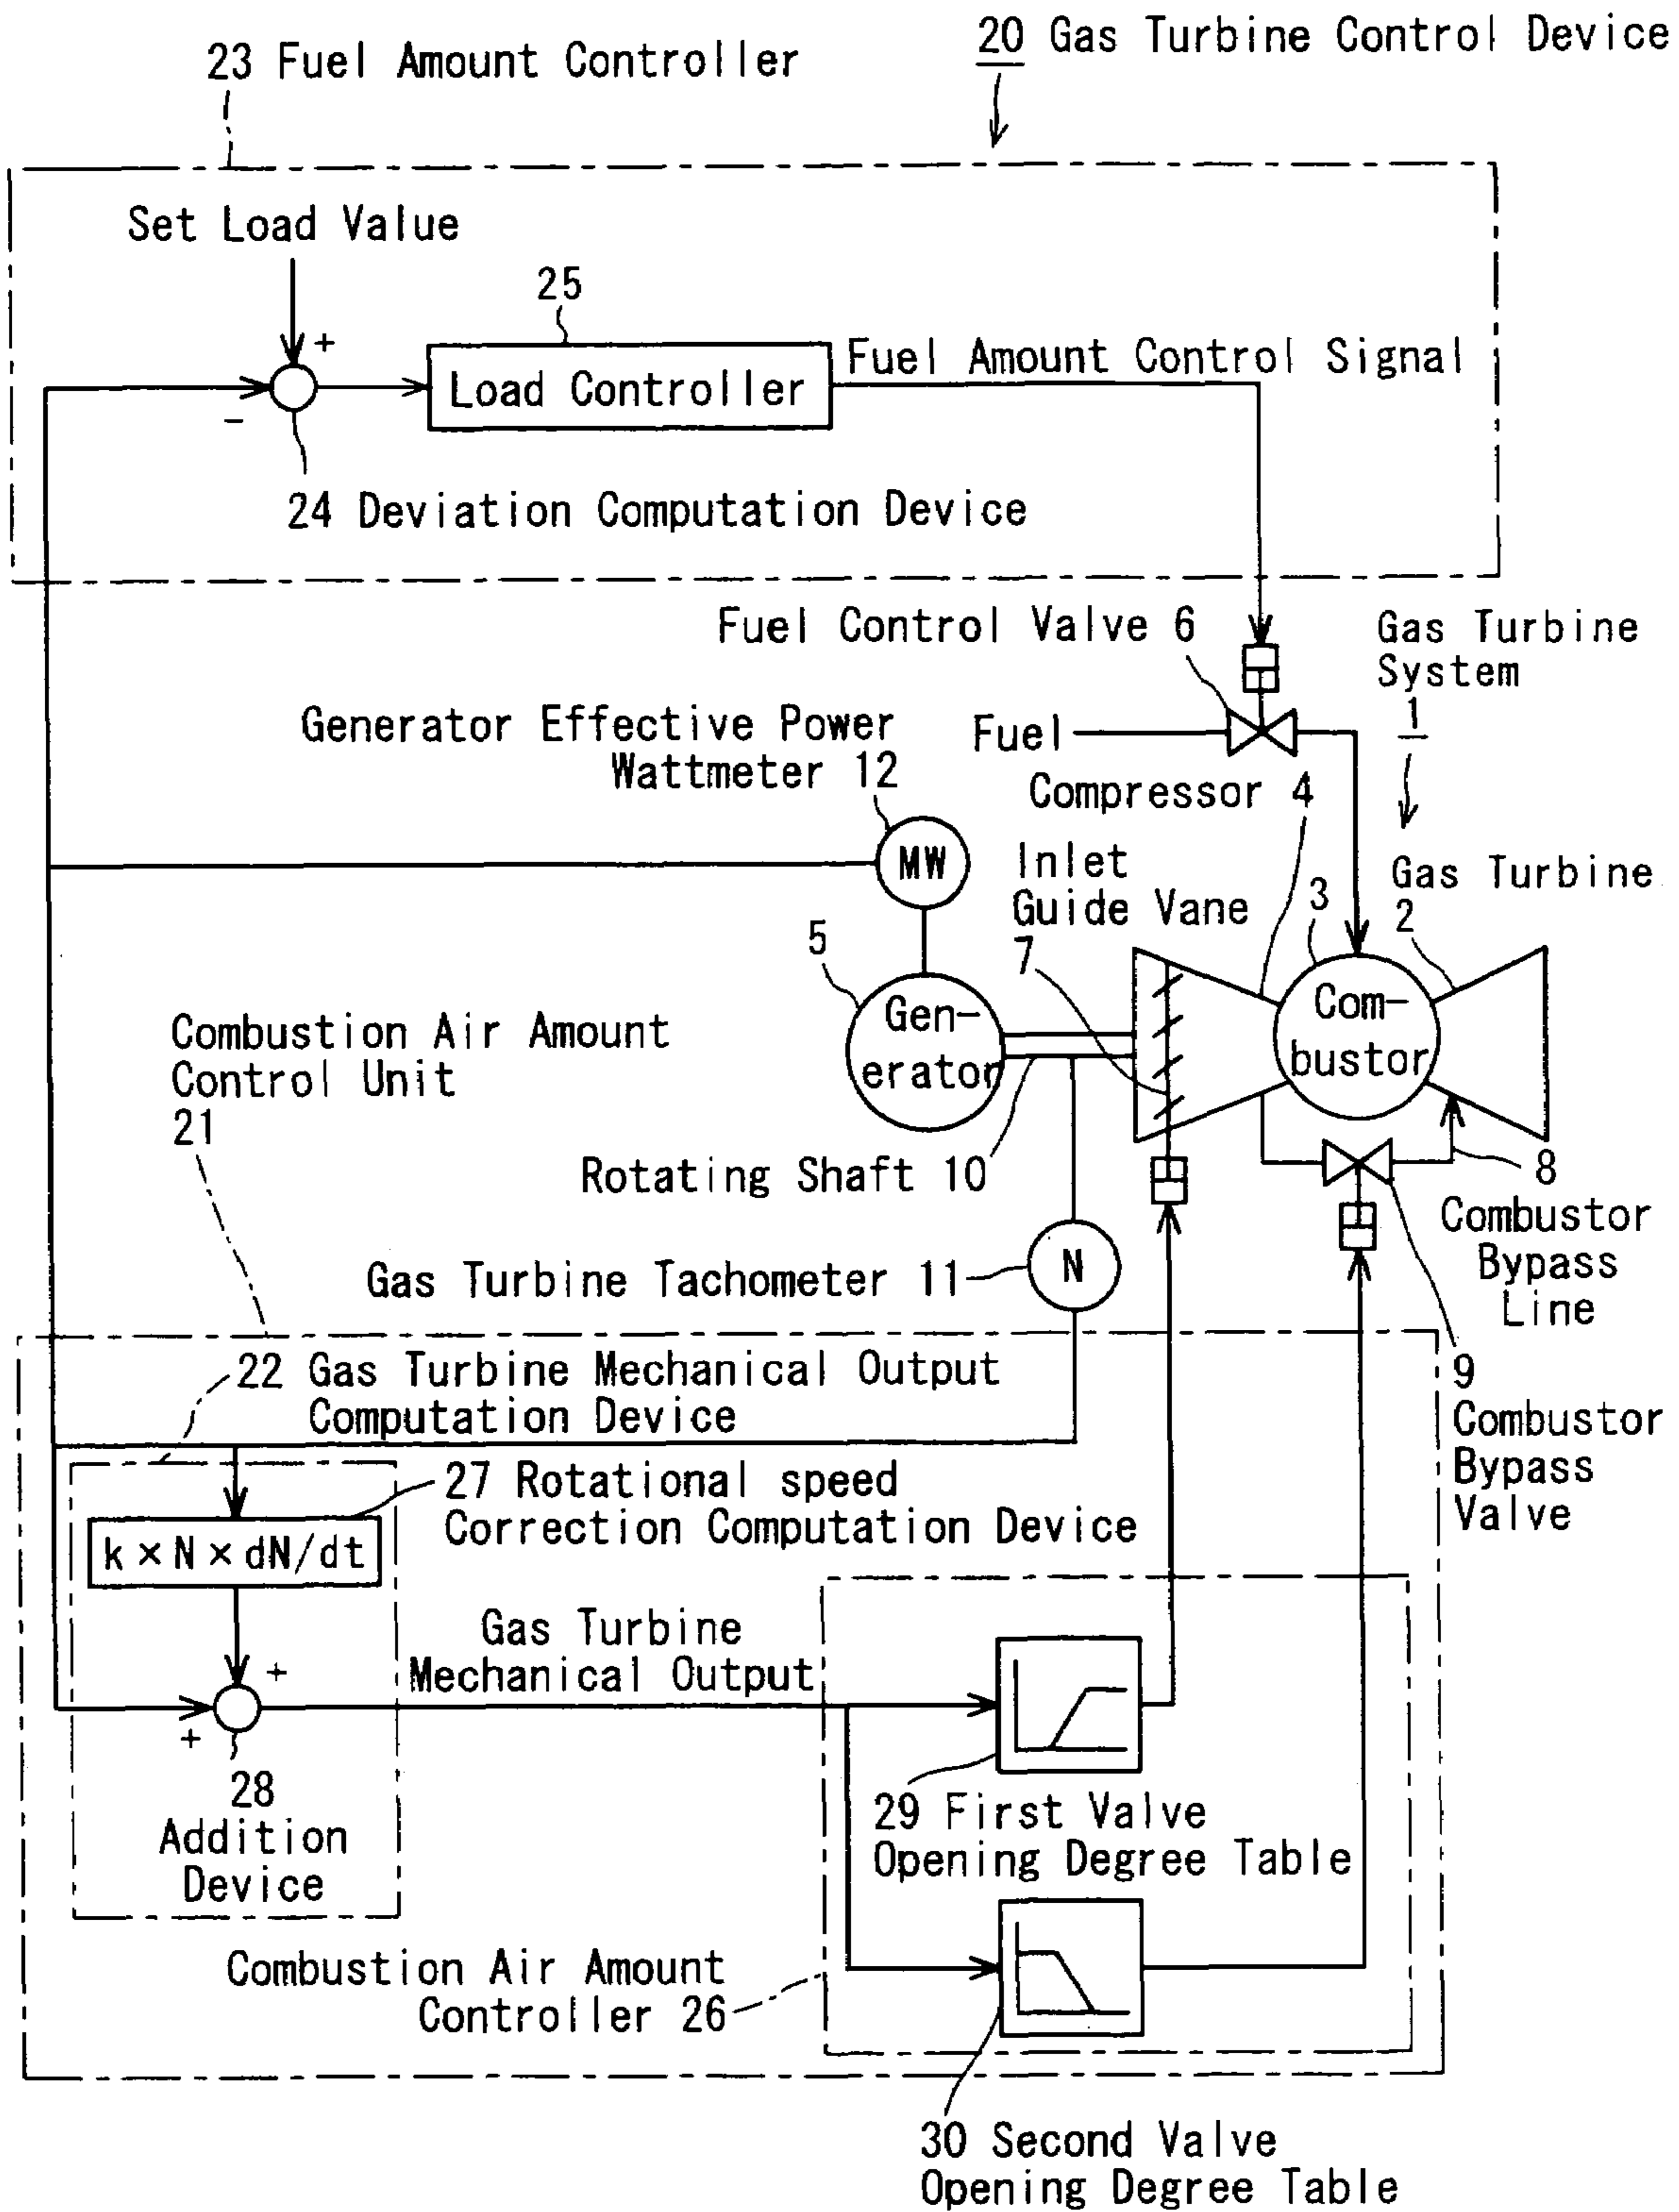 20 Gas Turbine Control Device
23 Fuel Amount Controller
Set Load Value
+
-
25
Load Controller
Fuel Amount Control Signal
24 Deviation Computation Device
Fuel Control Valve 6
Gas Turbine
System
1
Generator Effective Power
Wattmeter 12
Fuel
Compressor 4
MW
Inlet
Guide Vane
7
3
Gas Turbine
2
5
Gen-
erator
Com-
bustor
Combustion Air Amount
Control Unit
21
Rotating Shaft 10
8
Combustor
Bypass
Line
Gas Turbine Tachometer 11
N
9
Combustor
Bypass
Valve
22 Gas Turbine Mechanical Output
Computation Device
27 Rotational speed
Correction Computation Device
k × N × dN/dt
+
+
Gas Turbine
Mechanical Output
28
Addition
Device
29 First Valve
Opening Degree Table
Combustion Air Amount
Controller 26
30 Second Valve
Opening Degree Table